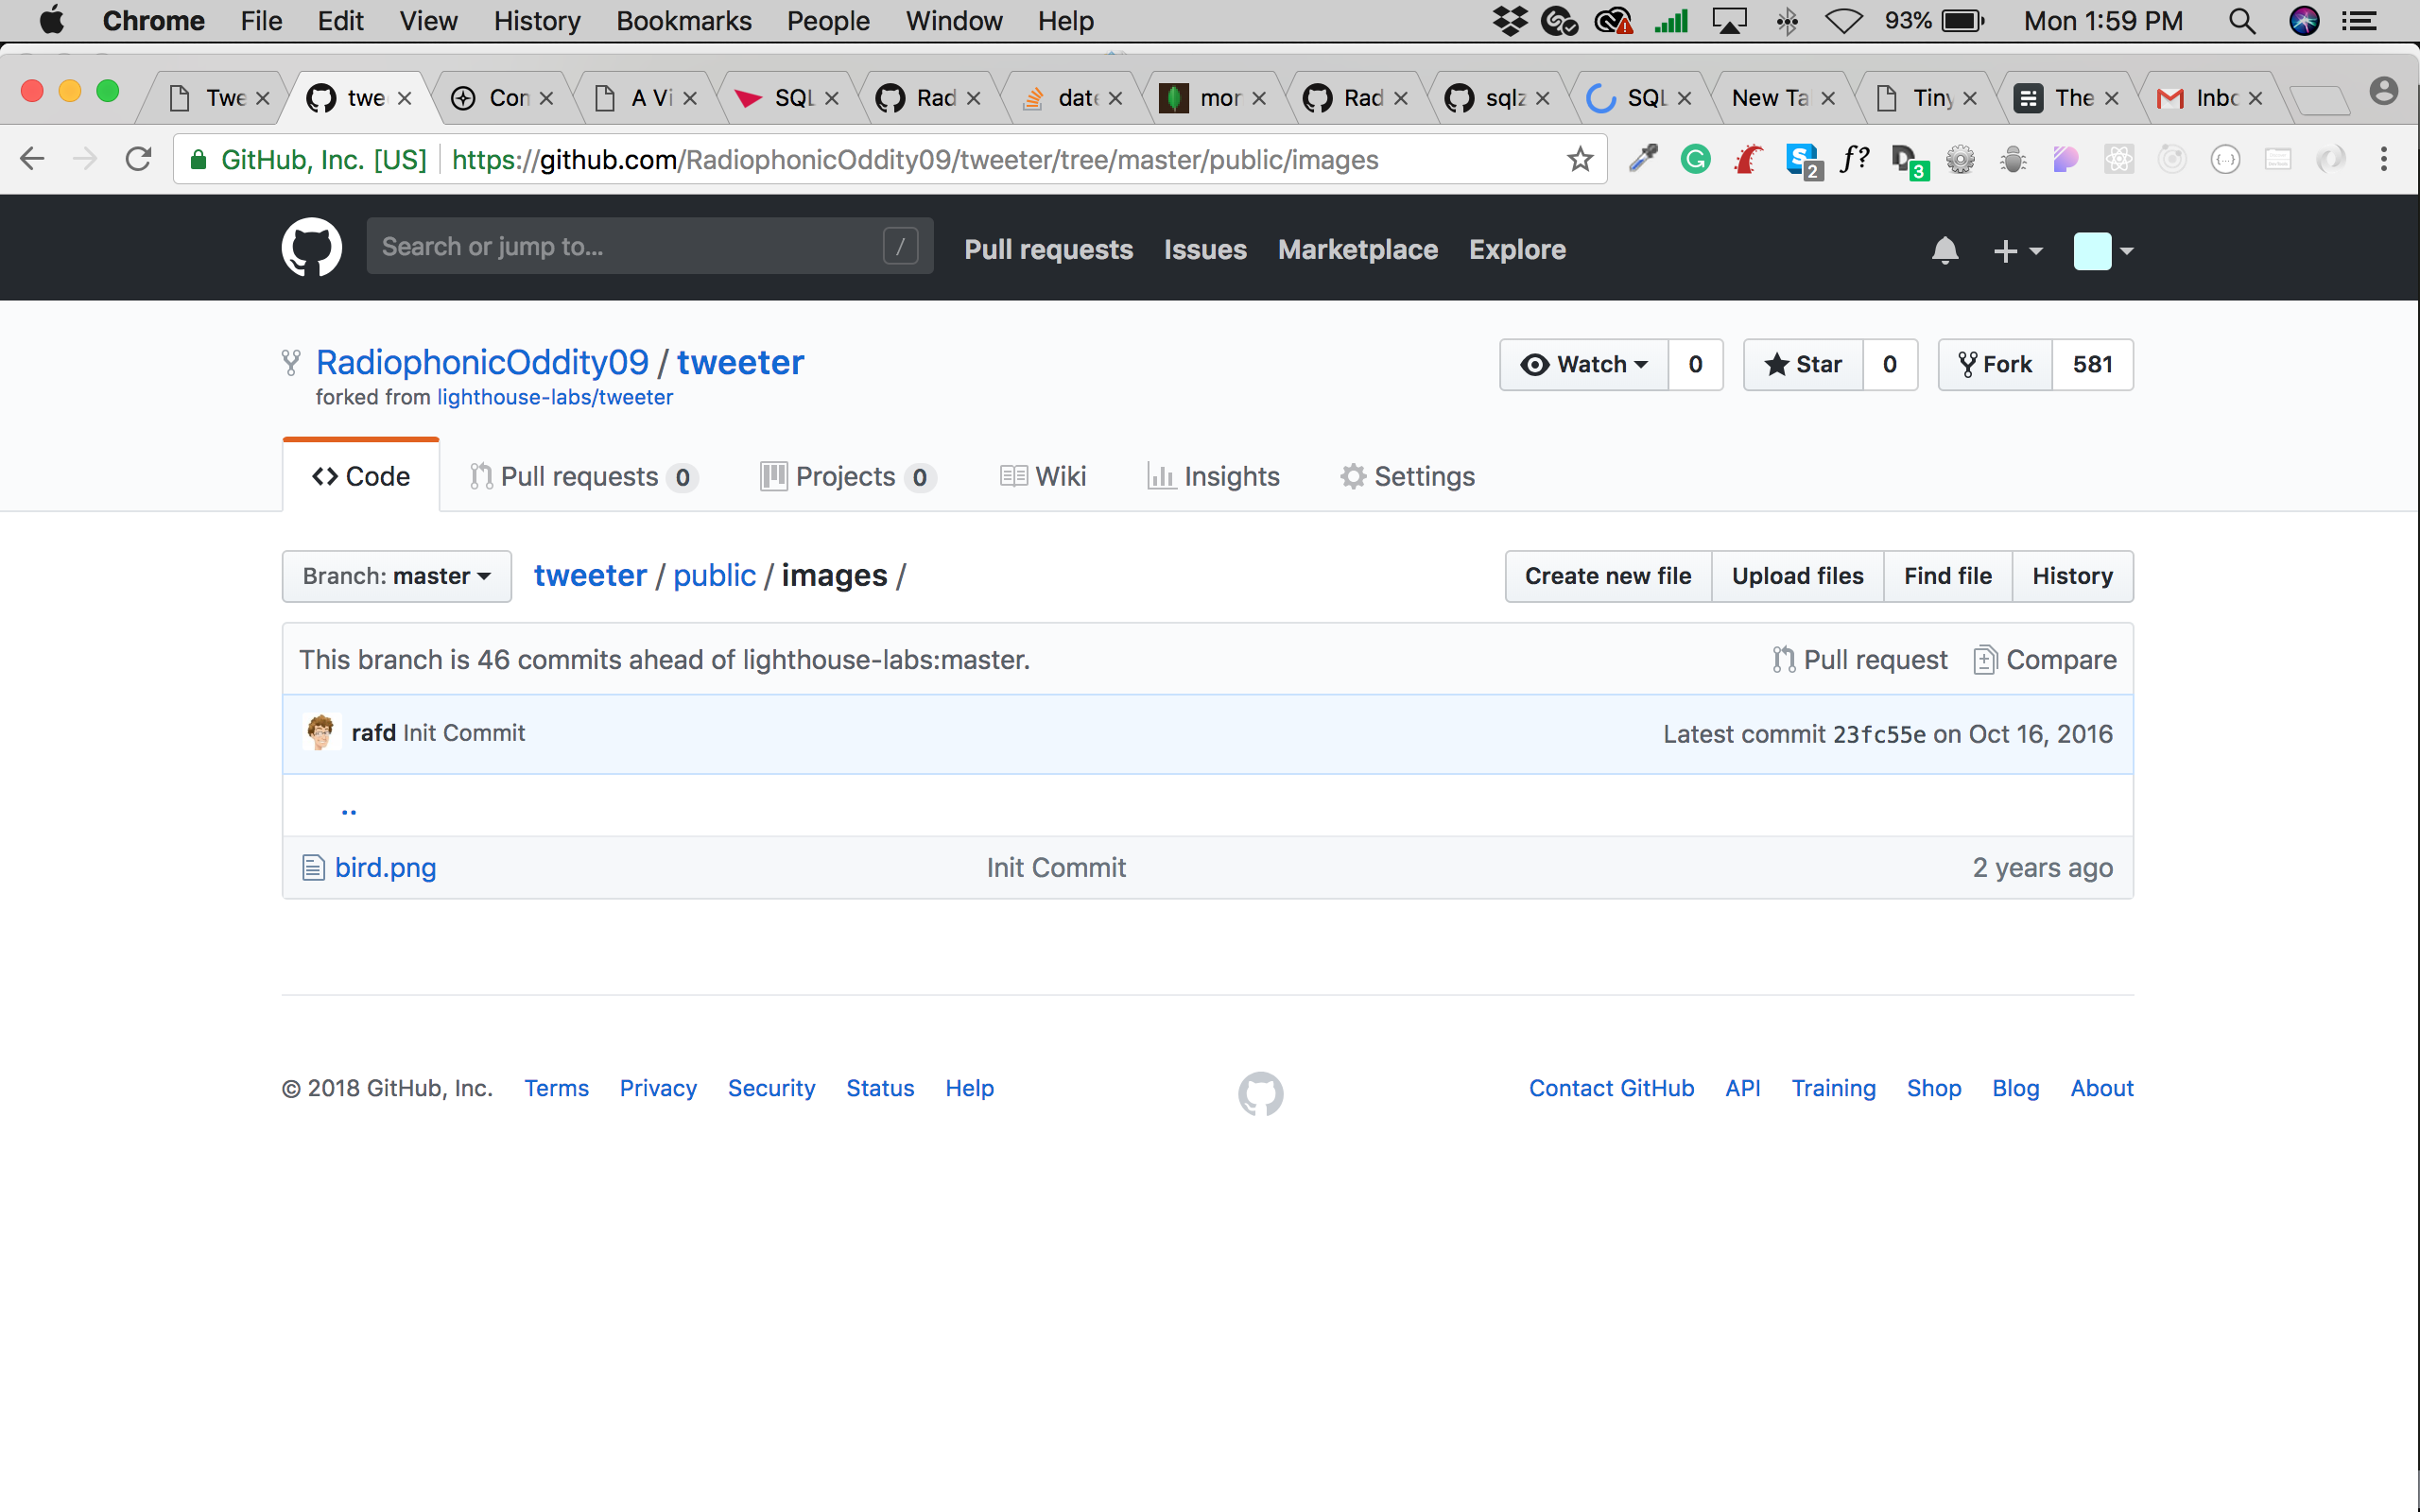 Chrome File Edit View History Bookmarks People Window Help 93% Mon 1:59 PM
Twe twe Con A Vi SQL Rad date mor Rad sqlz SQL New Ta Tiny The Inbo
GitHub, Inc. [US] https://github.com/RadiophonicOddity09/tweeter/tree/master/public/images G S 2 f? D 3 {...}
Search or jump to... / Pull requests Issues Marketplace Explore
RadiophonicOddity09 / tweeter Watch 0 Star 0 Fork 581
forked from lighthouse-labs/tweeter
Code Pull requests 0 Projects 0 Wiki Insights Settings
Branch: master tweeter / public / images / Create new file Upload files Find file History
This branch is 46 commits ahead of lighthouse-labs:master. Pull request Compare
rafd Init Commit Latest commit 23fc55e on Oct 16, 2016
..
bird.png Init Commit 2 years ago
© 2018 GitHub, Inc. Terms Privacy Security Status Help Contact GitHub API Training Shop Blog About